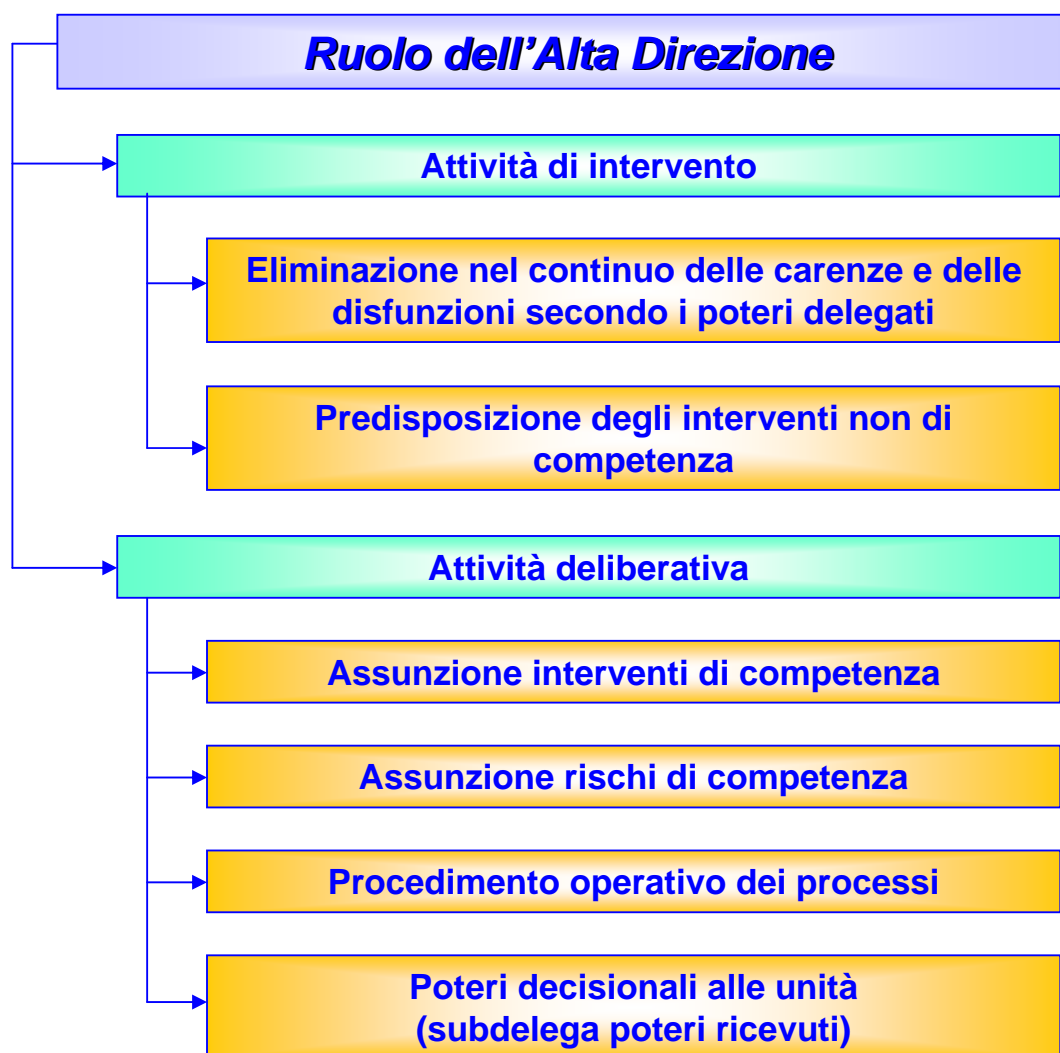 Ruolo dell’Alta Direzione
Attività di intervento
Eliminazione nel continuo delle carenze e delle
disfunzioni secondo i poteri delegati
Predisposizione degli interventi non di
competenza
Attività deliberativa
Assunzione interventi di competenza
Assunzione rischi di competenza
Procedimento operativo dei processi
Poteri decisionali alle unità
(subdelega poteri ricevuti)